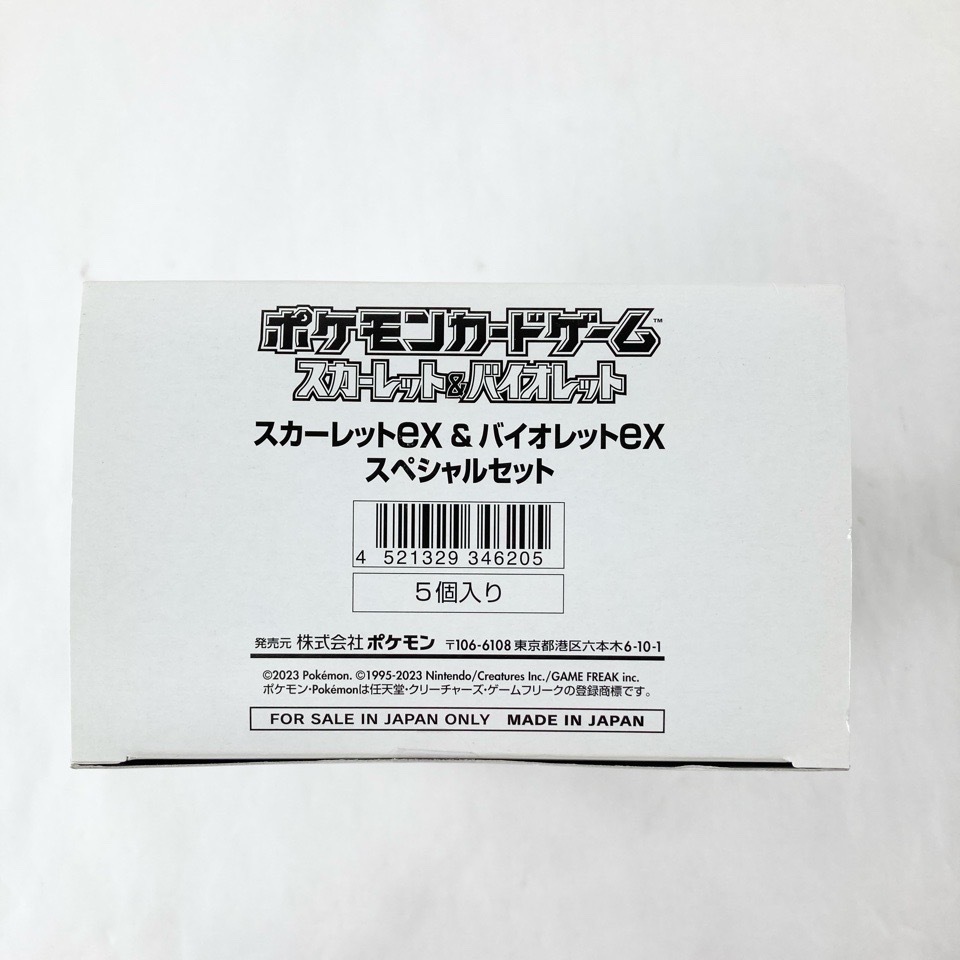 ポケモンカードゲーム™
スカーレット&バイオレット
スカーレットex & バイオレットex
スペシャルセット
4 521329 346205
5個入り
発売元 株式会社 ポケモン 〒106-6108 東京都港区六本木6-10-1
©2023 Pokémon. ©1995-2023 Nintendo/Creatures Inc./GAME FREAK inc.
ポケモン・Pokémonは任天堂・クリーチャーズ・ゲームフリークの登録商標です。
FOR SALE IN JAPAN ONLY MADE IN JAPAN